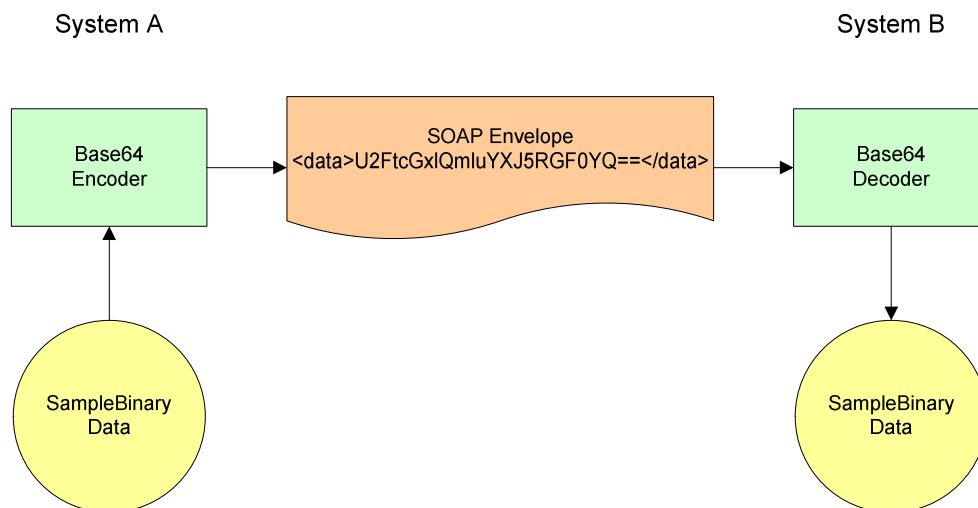 System A
System B
Base64
Encoder
SOAP Envelope
<data>U2FtcGxlQmluYXJ5RGF0YQ==</data>
Base64
Decoder
SampleBinary
Data
SampleBinary
Data